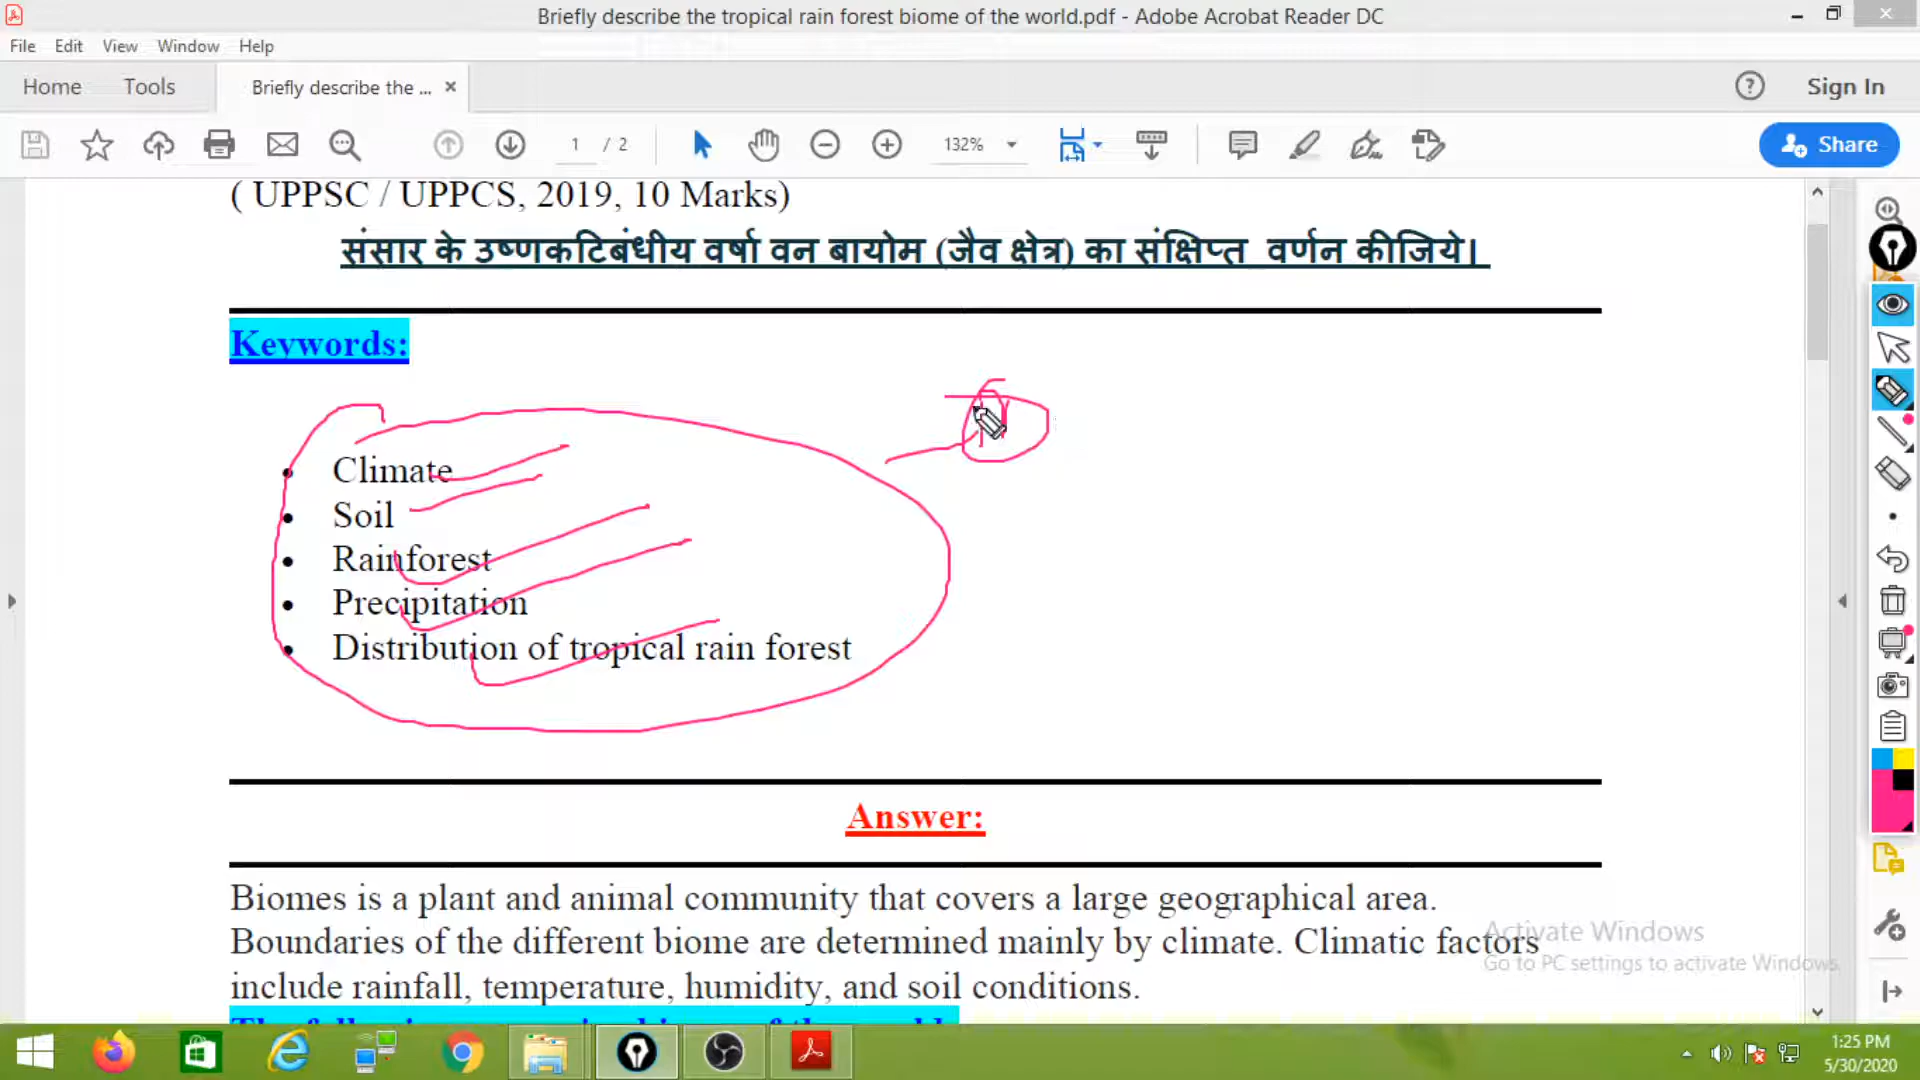 Briefly describe the tropical rain forest biome of the world.pdf - Adobe Acrobat Reader DC
File Edit View Window Help
Home Tools Briefly describe the ... × Sign In
1 / 2 132% Share
( UPPSC / UPPCS, 2019, 10 Marks)
संसार के उष्णकटिबंधीय वर्षा वन बायोम (जैव क्षेत्र) का संक्षिप्त वर्णन कीजिये।
Keywords:
• Climate
• Soil
• Rainforest
• Precipitation
• Distribution of tropical rain forest
Answer:
Biomes is a plant and animal community that covers a large geographical area.
Boundaries of the different biome are determined mainly by climate. Climatic factors
include rainfall, temperature, humidity, and soil conditions.
Activate Windows
Go to PC settings to activate Windows.
1:25 PM
5/30/2020